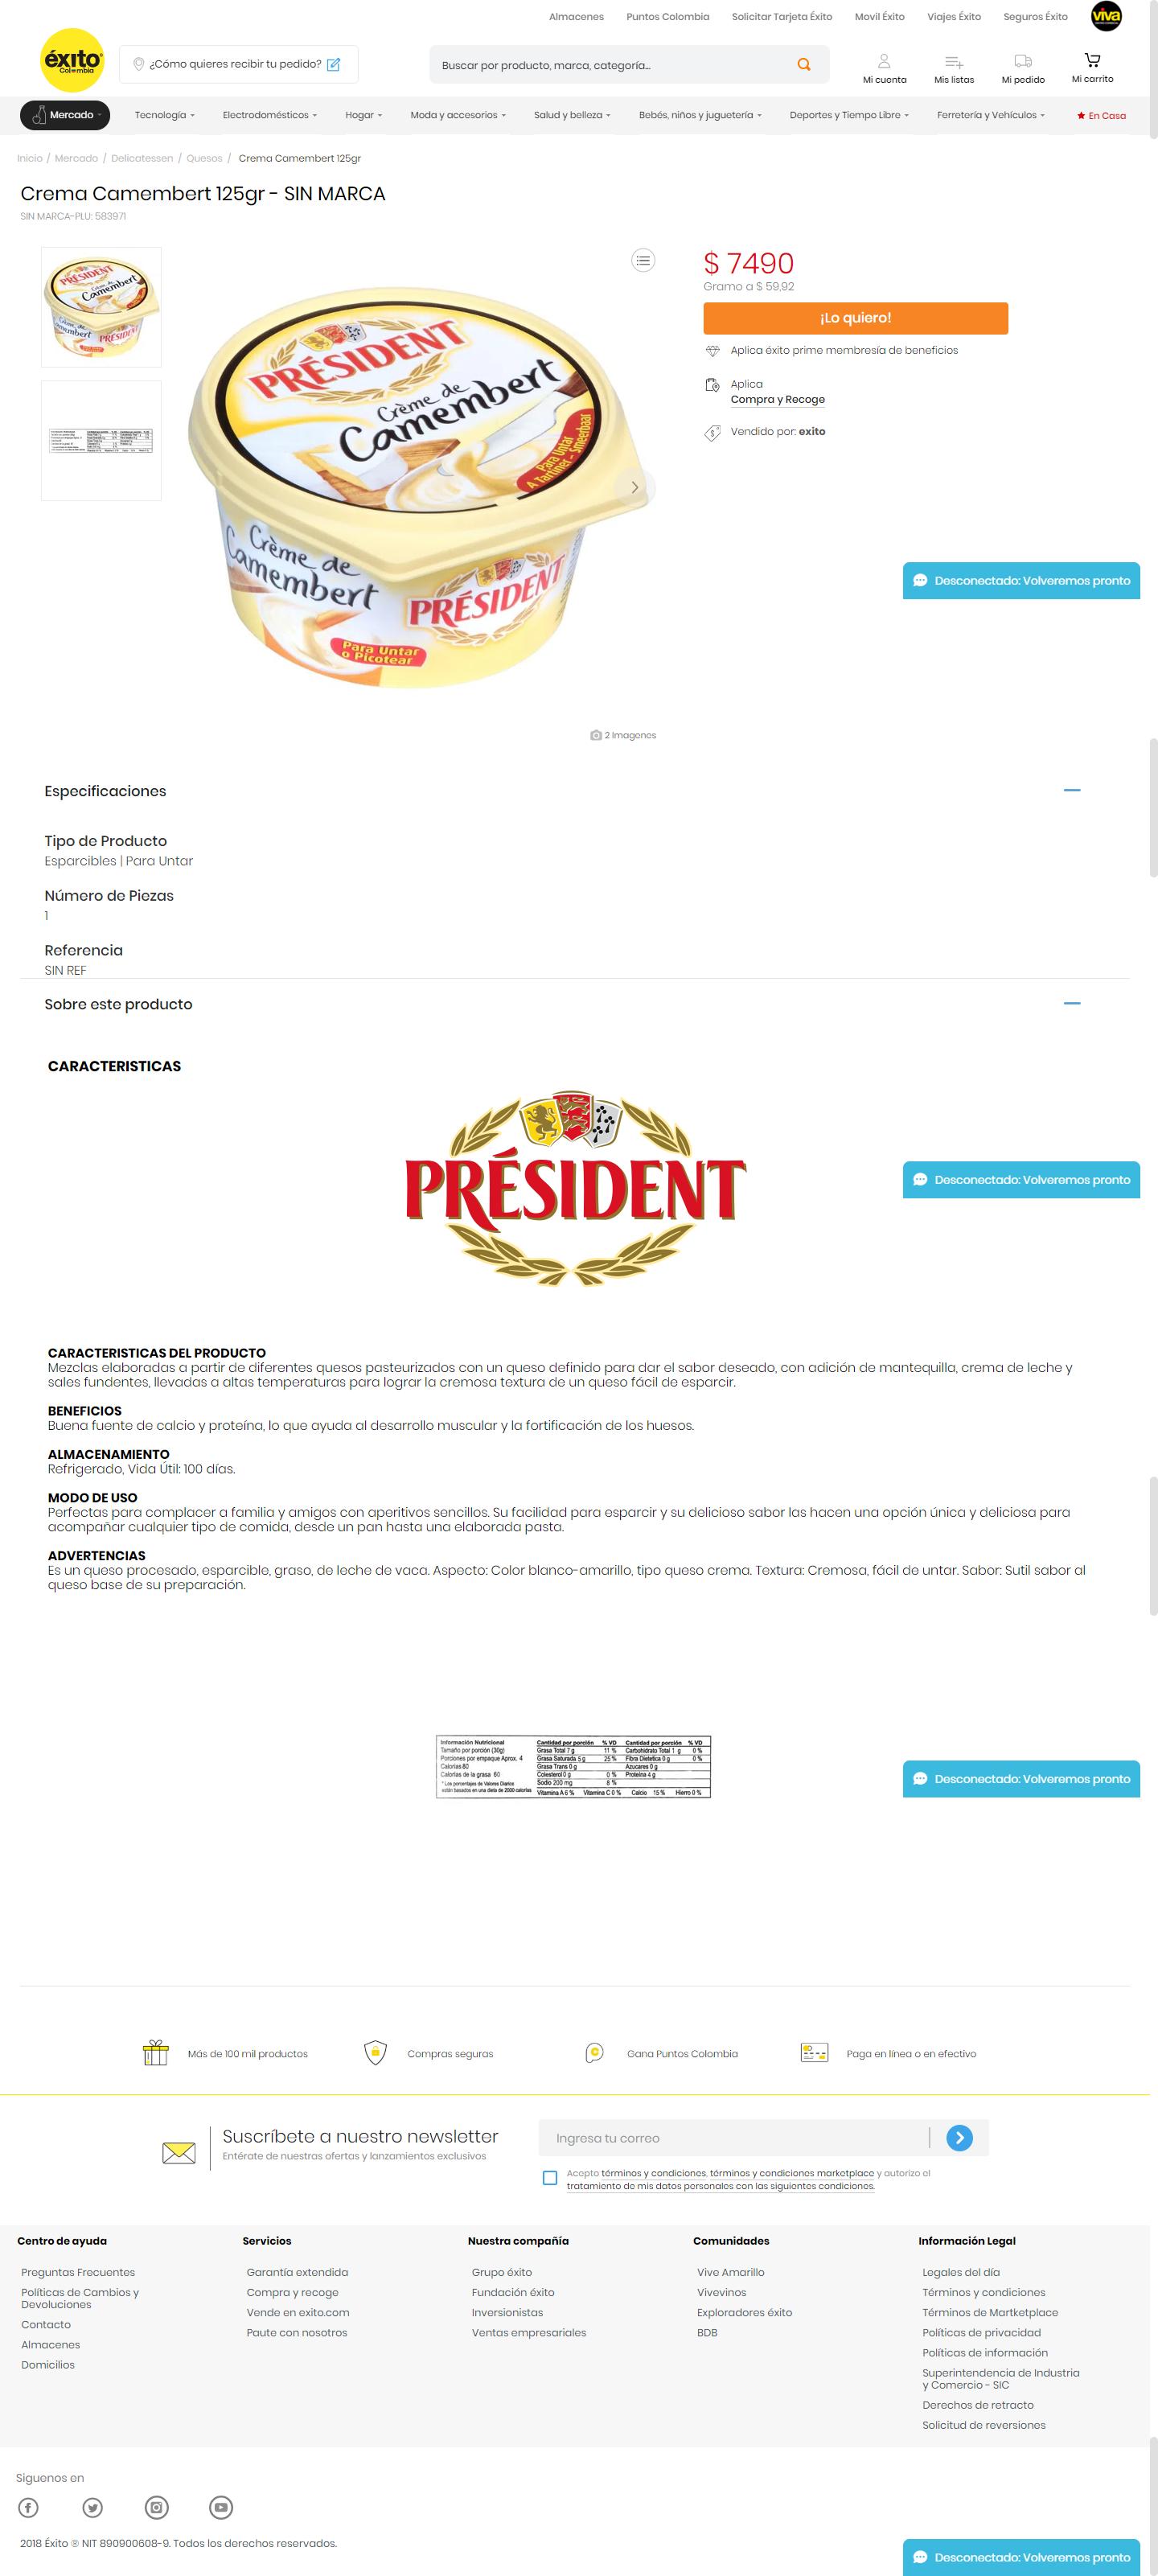 Almacenes Puntos Colombia Solicitar Tarjeta Éxito Movil Éxito Viajes Éxito Seguros Éxito viva
éxito
Colombia
¿Cómo quieres recibir tu pedido?
Buscar por producto, marca, categoría...
Mi cuenta Mis listas Mi pedido Mi carrito
Mercado Tecnología Electrodomésticos Hogar Moda y accesorios Salud y belleza Bebés, niños y juguetería Deportes y Tiempo Libre Ferretería y Vehículos En Casa
Inicio / Mercado / Delicatessen / Quesos / Crema Camembert 125gr
Crema Camembert 125gr - SIN MARCA
SIN MARCA-PLU: 583971
PRÉSIDENT
Crème de
Camembert
Para Untar
A Tartiner - Smeerbaar
Crème de
Camembert
PRÉSIDENT
Para Untar
o Picotear
$ 7490
Gramo a $ 59,92
¡Lo quiero!
Aplica éxito prime membresía de beneficios
Aplica
Compra y Recoge
Vendido por: exito
Desconectado: Volveremos pronto
2 Imagenes
Especificaciones
Tipo de Producto
Esparcibles | Para Untar
Número de Piezas
1
Referencia
SIN REF
Sobre este producto
CARACTERISTICAS
PRÉSIDENT
Desconectado: Volveremos pronto
CARACTERISTICAS DEL PRODUCTO
Mezclas elaboradas a partir de diferentes quesos pasteurizados con un queso definido para dar el sabor deseado, con adición de mantequilla, crema de leche y
sales fundentes, llevadas a altas temperaturas para lograr la cremosa textura de un queso fácil de esparcir.
BENEFICIOS
Buena fuente de calcio y proteína, lo que ayuda al desarrollo muscular y la fortificación de los huesos.
ALMACENAMIENTO
Refrigerado, Vida Útil: 100 días.
MODO DE USO
Perfectas para complacer a familia y amigos con aperitivos sencillos. Su facilidad para esparcir y su delicioso sabor las hacen una opción única y deliciosa para
acompañar cualquier tipo de comida, desde un pan hasta una elaborada pasta.
ADVERTENCIAS
Es un queso procesado, esparcible, graso, de leche de vaca. Aspecto: Color blanco-amarillo, tipo queso crema. Textura: Cremosa, fácil de untar. Sabor: Sutil sabor al
queso base de su preparación.
Información Nutricional Cantidad por porción % VD Cantidad por porción % VD
Tamaño por porción (30g) Grasa Total 7 g 11 % Carbohidrato Total 1 g 0 %
Porciones por empaque Aprox. 4 Grasa Saturada 5 g 25 % Fibra Dietética 0 g 0 %
Calorías 80 Grasa Trans 0 g Azucares 0 g
Calorías de la grasa 60 Colesterol 0 g 0 % Proteína 4 g
* Los porcentajes de Valores Diarios Sodio 200 mg 8 %
están basados en una dieta de 2000 calorías Vitamina A 6 % Vitamina C 0 % Calcio 15 % Hierro 0 %
Desconectado: Volveremos pronto
Más de 100 mil productos Compras seguras Gana Puntos Colombia Paga en línea o en efectivo
Suscríbete a nuestro newsletter
Entérate de nuestras ofertas y lanzamientos exclusivos
Ingresa tu correo
Acepto términos y condiciones, términos y condiciones marketplace y autorizo el
tratamiento de mis datos personales con las siguientes condiciones.
Centro de ayuda
Preguntas Frecuentes
Políticas de Cambios y
Devoluciones
Contacto
Almacenes
Domicilios
Servicios
Garantía extendida
Compra y recoge
Vende en exito.com
Paute con nosotros
Nuestra compañía
Grupo éxito
Fundación éxito
Inversionistas
Ventas empresariales
Comunidades
Vive Amarillo
Vivevinos
Exploradores éxito
BDB
Información Legal
Legales del día
Términos y condiciones
Términos de Martketplace
Políticas de privacidad
Políticas de información
Superintendencia de Industria
y Comercio - SIC
Derechos de retracto
Solicitud de reversiones
Siguenos en
2018 Éxito ® NIT 890900608-9. Todos los derechos reservados.
Desconectado: Volveremos pronto